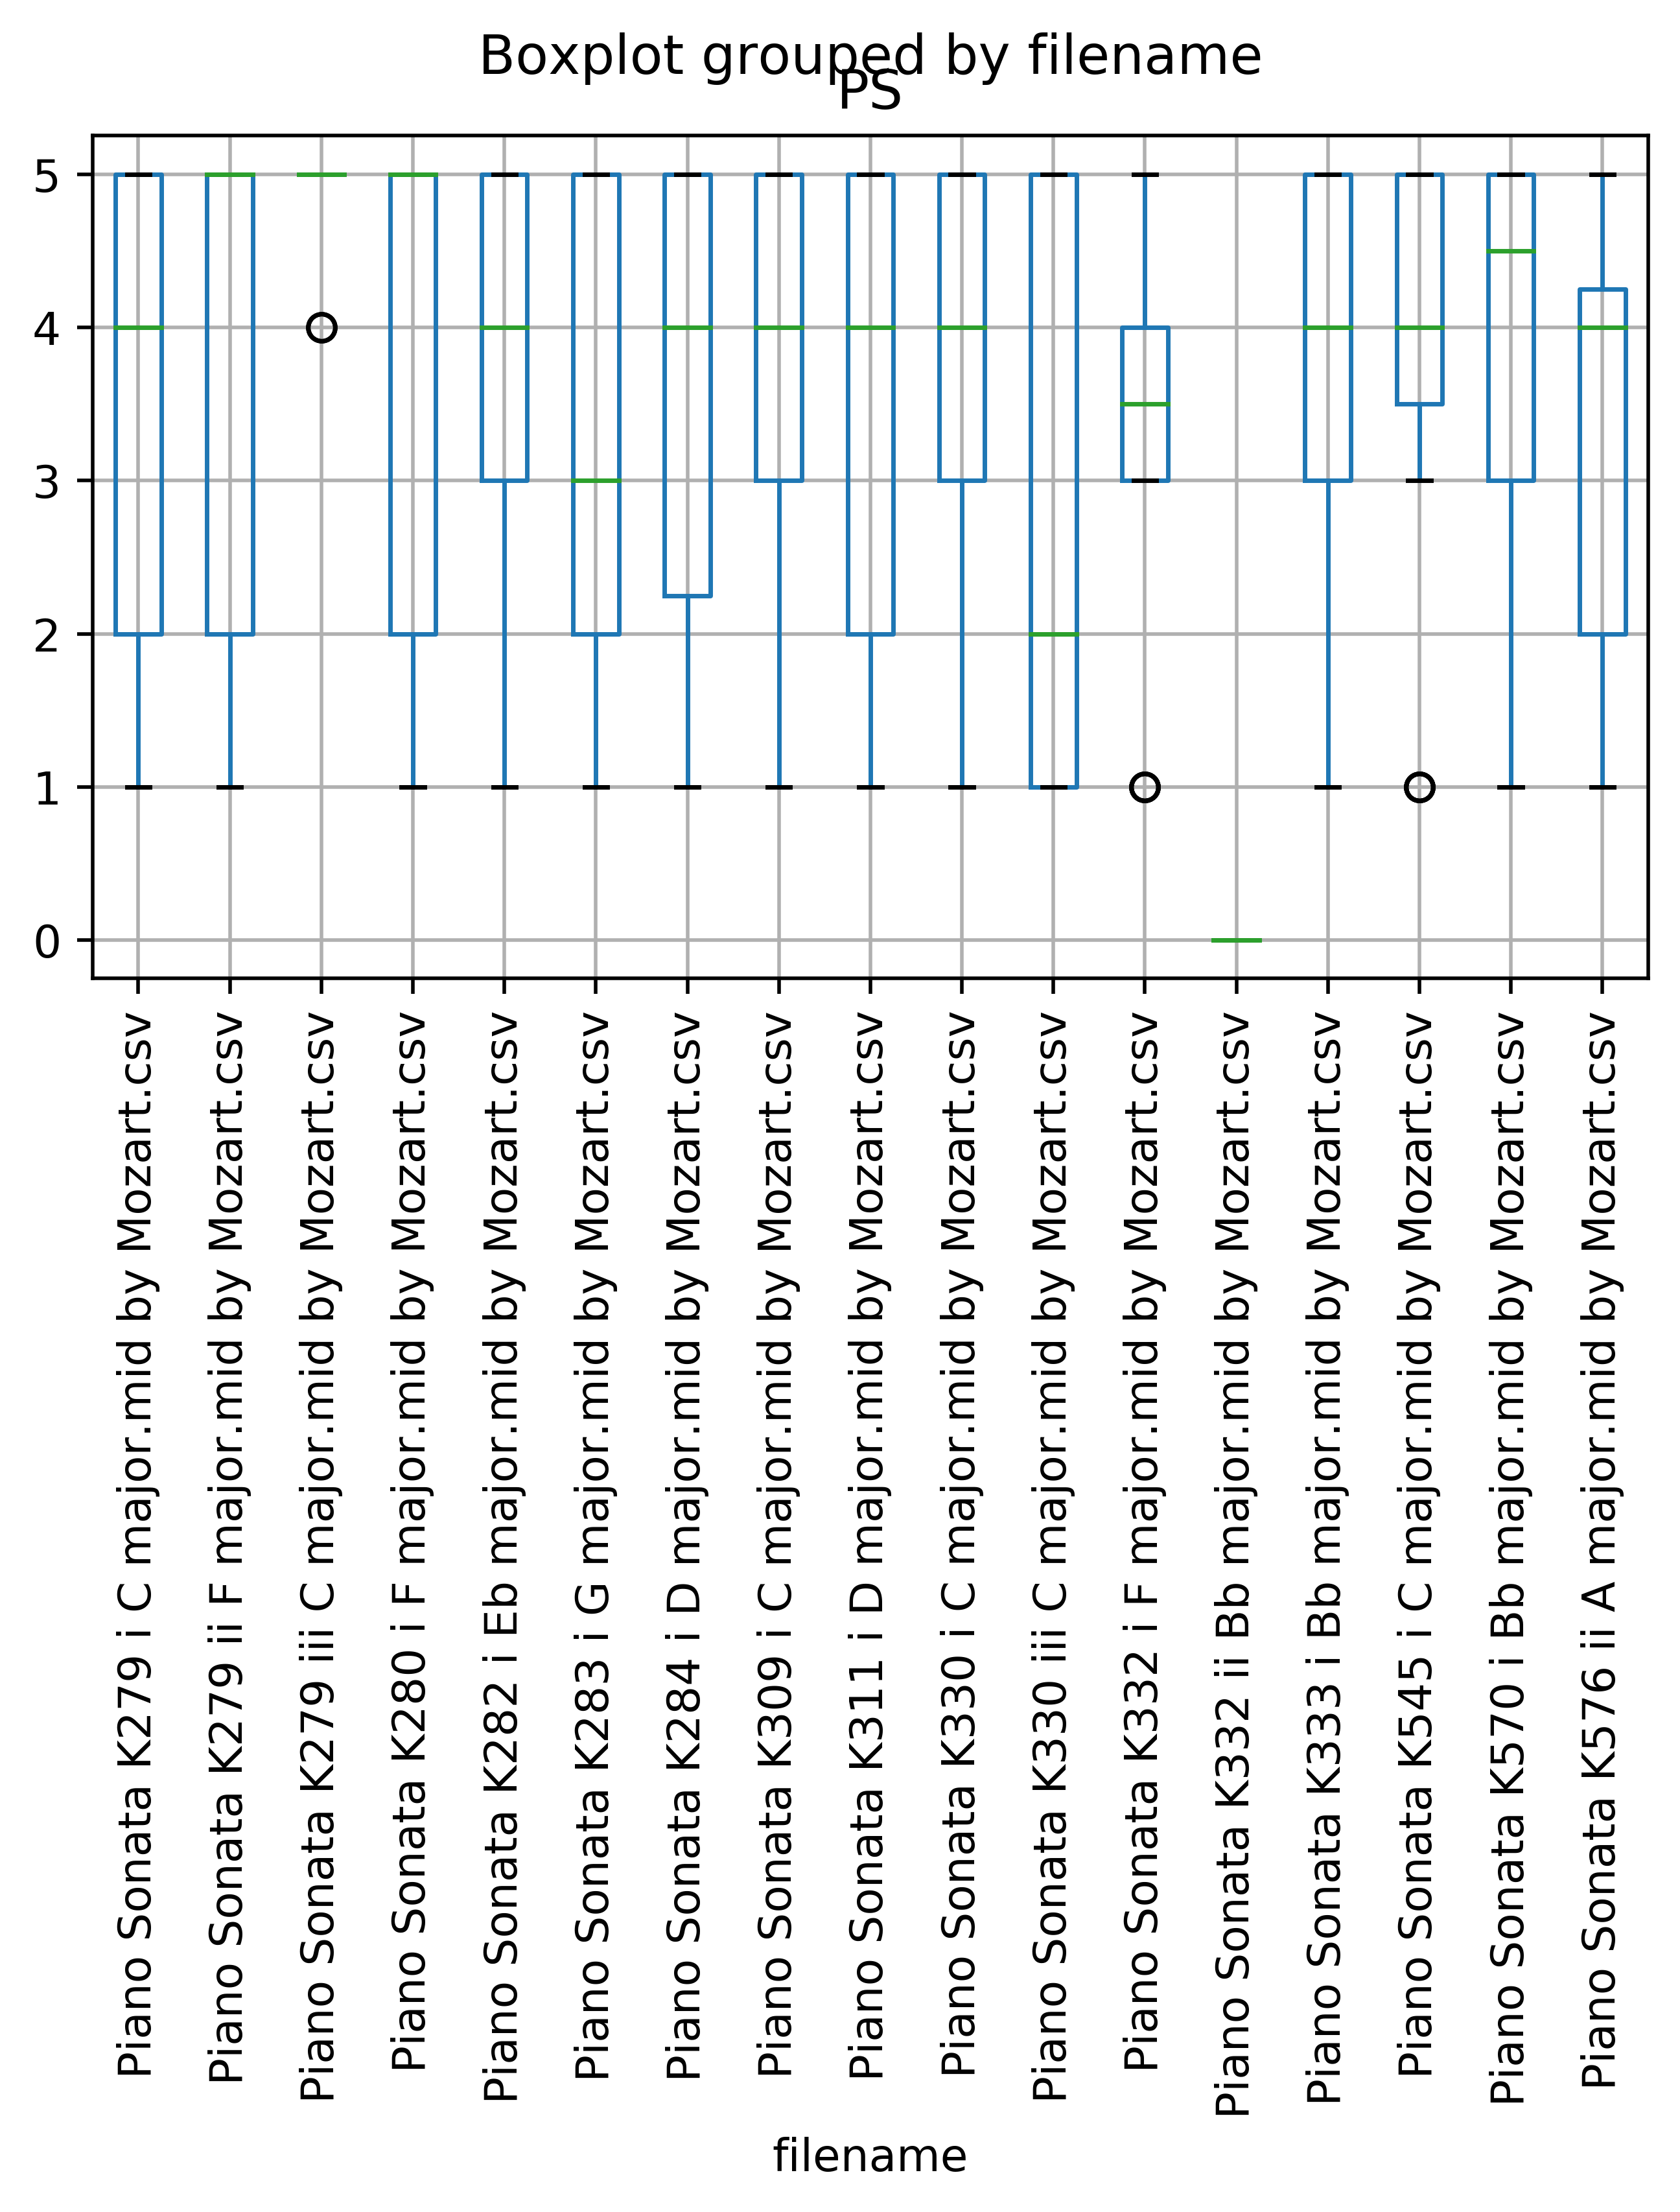 Boxplot grouped by filename
PS
5
4
3
2
1
0
Piano Sonata K279 i C major.mid by Mozart.csv
Piano Sonata K279 ii F major.mid by Mozart.csv
Piano Sonata K279 iii C major.mid by Mozart.csv
Piano Sonata K280 i F major.mid by Mozart.csv
Piano Sonata K282 i Eb major.mid by Mozart.csv
Piano Sonata K283 i G major.mid by Mozart.csv
Piano Sonata K284 i D major.mid by Mozart.csv
Piano Sonata K309 i C major.mid by Mozart.csv
Piano Sonata K311 i D major.mid by Mozart.csv
Piano Sonata K330 i C major.mid by Mozart.csv
Piano Sonata K330 iii C major.mid by Mozart.csv
Piano Sonata K332 i F major.mid by Mozart.csv
Piano Sonata K332 ii Bb major.mid by Mozart.csv
Piano Sonata K333 i Bb major.mid by Mozart.csv
Piano Sonata K545 i C major.mid by Mozart.csv
Piano Sonata K570 i Bb major.mid by Mozart.csv
Piano Sonata K576 ii A major.mid by Mozart.csv
filename